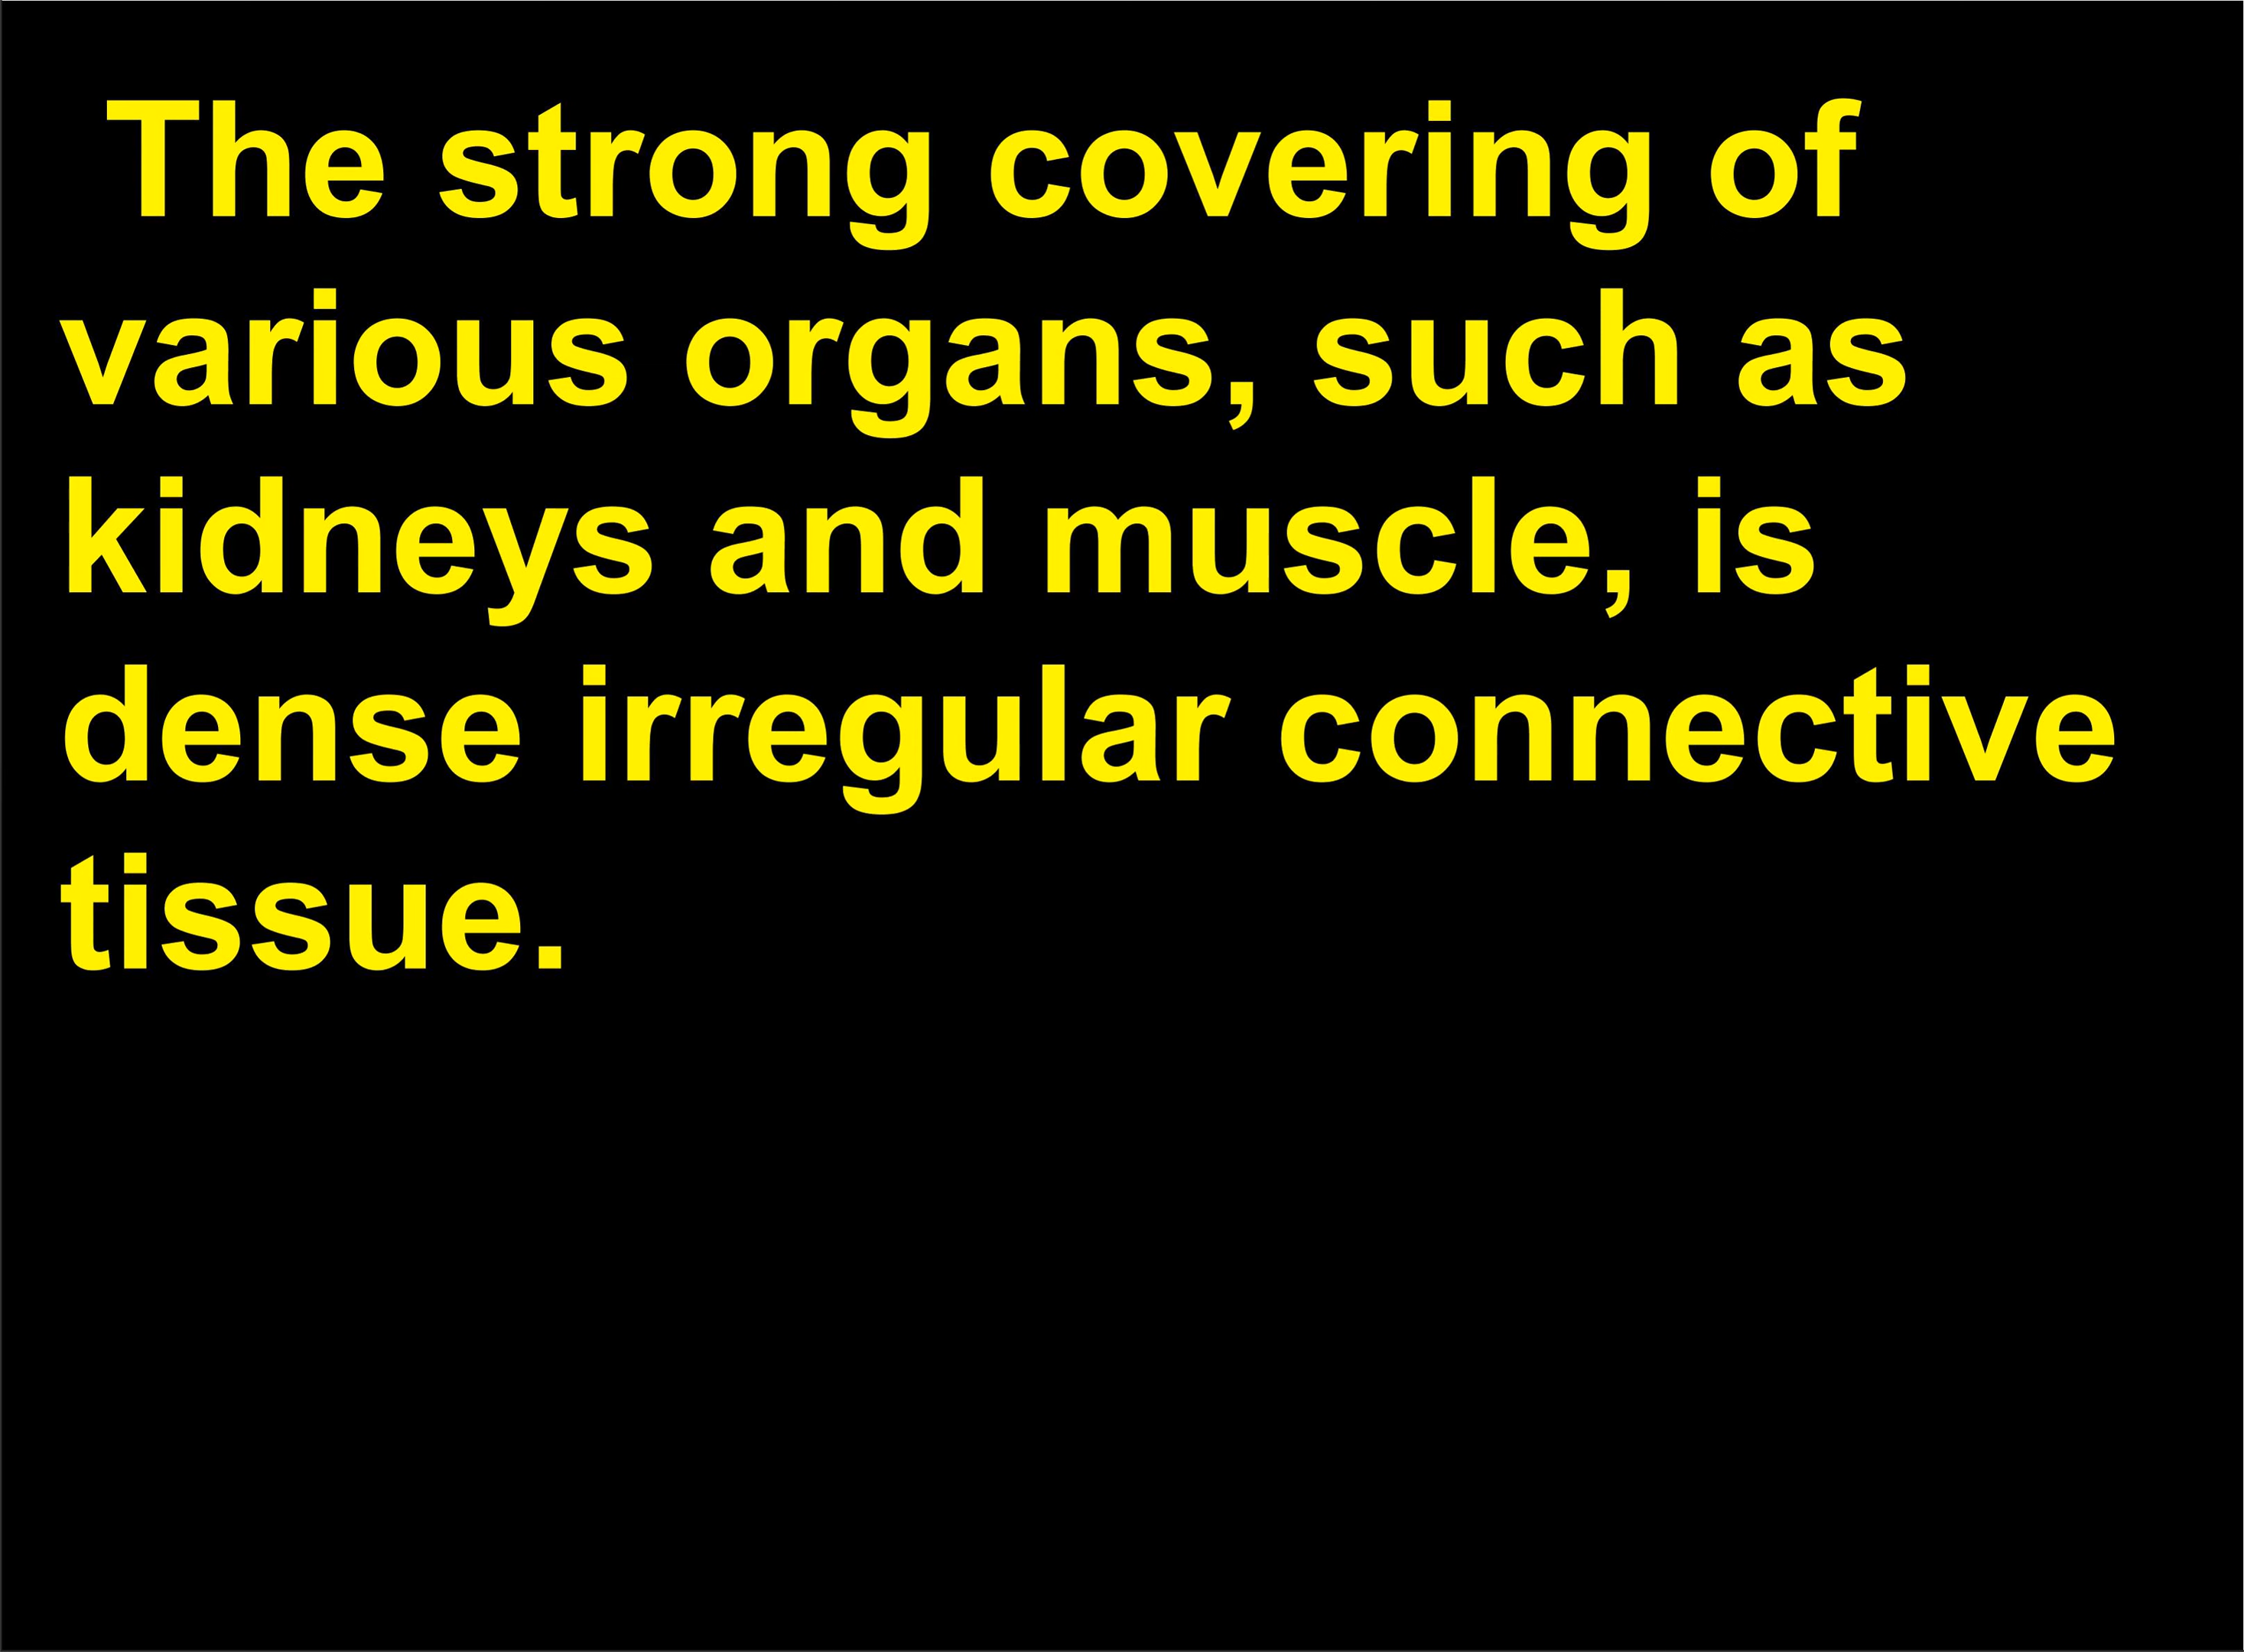 The strong covering of
various organs, such as
kidneys and muscle, is
dense irregular connective
tissue.